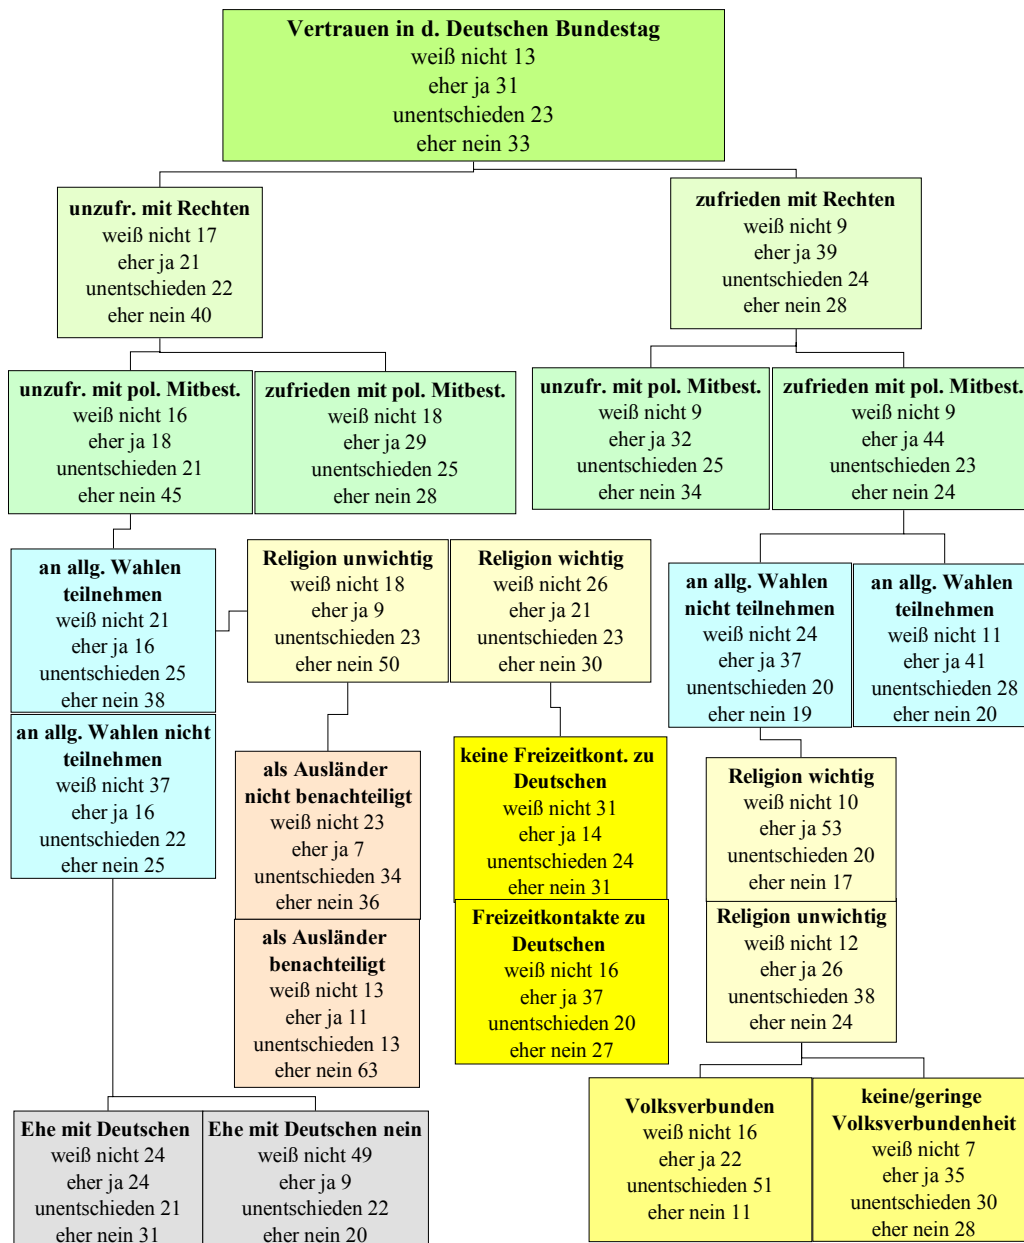 Vertrauen in d. Deutschen Bundestag
weiß nicht 13
eher ja 31
unentschieden 23
eher nein 33
unzufr. mit Rechten
weiß nicht 17
eher ja 21
unentschieden 22
eher nein 40
zufrieden mit Rechten
weiß nicht 9
eher ja 39
unentschieden 24
eher nein 28
unzufr. mit pol. Mitbest.
weiß nicht 16
eher ja 18
unentschieden 21
eher nein 45
zufrieden mit pol. Mitbest.
weiß nicht 18
eher ja 29
unentschieden 25
eher nein 28
unzufr. mit pol. Mitbest.
weiß nicht 9
eher ja 32
unentschieden 25
eher nein 34
zufrieden mit pol. Mitbest.
weiß nicht 9
eher ja 44
unentschieden 23
eher nein 24
an allg. Wahlen
teilnehmen
weiß nicht 21
eher ja 16
unentschieden 25
eher nein 38
an allg. Wahlen nicht
teilnehmen
weiß nicht 37
eher ja 16
unentschieden 22
eher nein 25
Religion unwichtig
weiß nicht 18
eher ja 9
unentschieden 23
eher nein 50
Religion wichtig
weiß nicht 26
eher ja 21
unentschieden 23
eher nein 30
an allg. Wahlen
nicht teilnehmen
weiß nicht 24
eher ja 37
unentschieden 20
eher nein 19
an allg. Wahlen
teilnehmen
weiß nicht 11
eher ja 41
unentschieden 28
eher nein 20
als Ausländer
nicht benachteiligt
weiß nicht 23
eher ja 7
unentschieden 34
eher nein 36
als Ausländer
benachteiligt
weiß nicht 13
eher ja 11
unentschieden 13
eher nein 63
keine Freizeitkont. zu
Deutschen
weiß nicht 31
eher ja 14
unentschieden 24
eher nein 31
Freizeitkontakte zu
Deutschen
weiß nicht 16
eher ja 37
unentschieden 20
eher nein 27
Religion wichtig
weiß nicht 10
eher ja 53
unentschieden 20
eher nein 17
Religion unwichtig
weiß nicht 12
eher ja 26
unentschieden 38
eher nein 24
Ehe mit Deutschen
weiß nicht 24
eher ja 24
unentschieden 21
eher nein 31
Ehe mit Deutschen nein
weiß nicht 49
eher ja 9
unentschieden 22
eher nein 20
Volksverbunden
weiß nicht 16
eher ja 22
unentschieden 51
eher nein 11
keine/geringe
Volksverbundenheit
weiß nicht 7
eher ja 35
unentschieden 30
eher nein 28